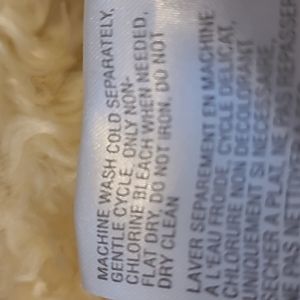 MACHINE WASH COLD SEPARATELY,
GENTLE CYCLE, ONLY NON-
CHLORINE BLEACH WHEN NEEDED,
FLAT DRY, DO NOT IRON, DO NOT
DRY CLEAN
LAVER SEPAREMENT EN MACHINE
A L'EAU FROIDE, CYCLE DELICAT,
CHLORURE NON DECOLORANT
UNIQUEMENT SI NECESSAIRE,
SECHER A PLAT, NE PAS REPASSER
NE PAS